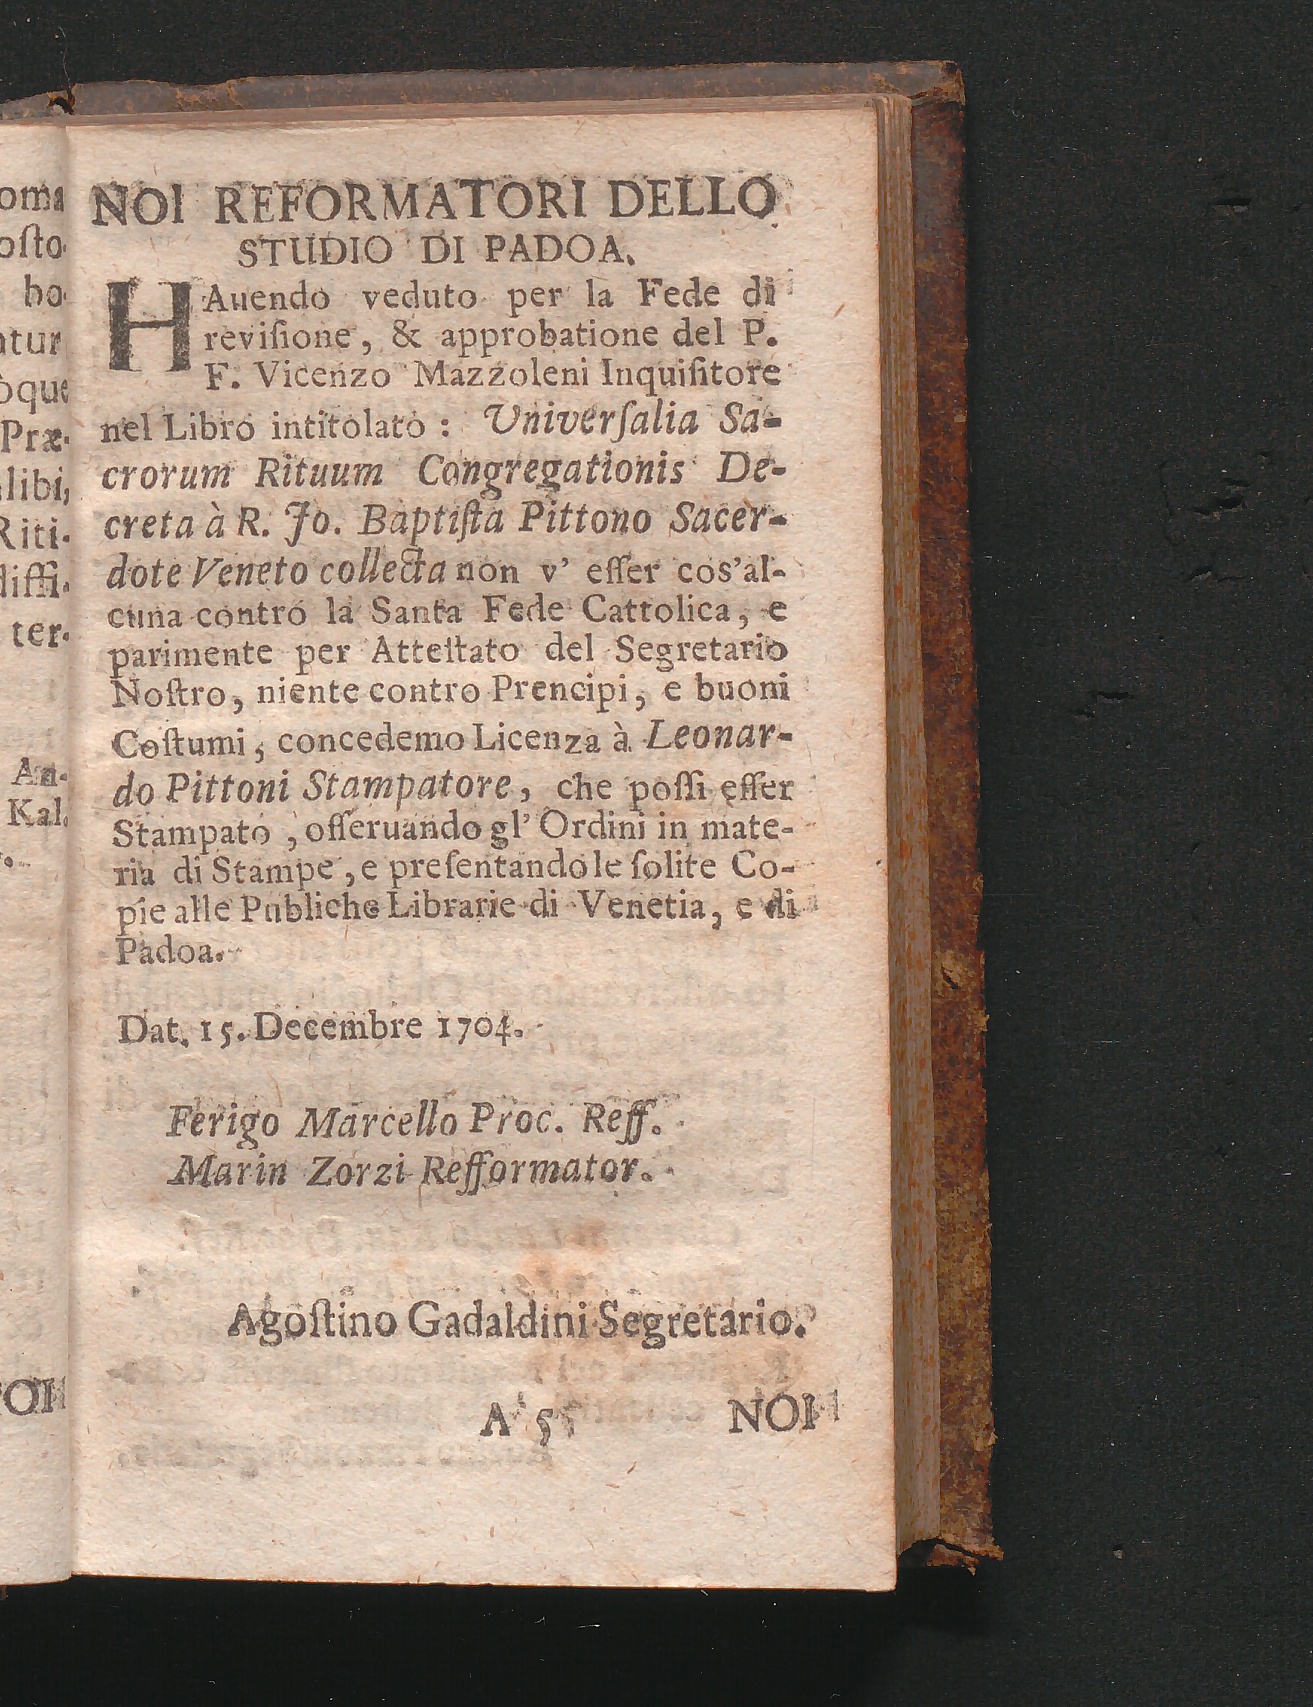 NOI REFORMATORI DELLO
STUDIO DI PADOA.
HAuendo veduto per la Fede di
reviſione, & approbatione del P.
F. Vicenzo Mazzoleni Inquiſitore
nel Libro intitolato : Univerſalia Sa-
crorum Rituum Congregationis De-
creta à R. Jo. Baptiſta Pittono Sacer-
dote Veneto collecta non v' eſſer cos'al-
cuna contro la Santa Fede Cattolica, e
parimente per Atteſtato del Segretario
Noſtro, niente contro Prencipi, e buoni
Coſtumi, concedemo Licenza à Leonar-
do Pittoni Stampatore, che poſſi eſſer
Stampato, oſſeruando gl' Ordini in mate-
ria di Stampe, e preſentando le ſolite Co-
pie alle Publiche Librarie di Venetia, e di
Padoa.
Dat. 15. Decembre 1704.
Ferigo Marcello Proc. Reff.
Marin Zorzi Refformator.
Agoſtino Gadaldini Segretario.
A 5 NOI